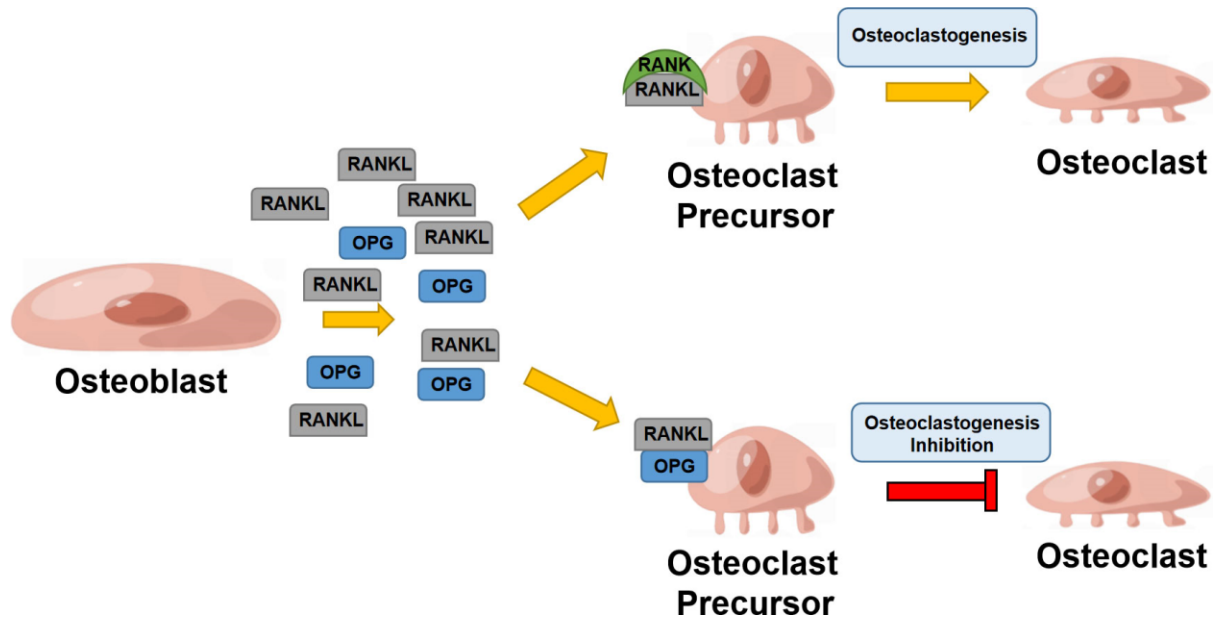 Osteoblast
RANKL
RANKL
RANKL
OPG
RANKL
RANKL
OPG
RANKL
OPG
OPG
RANKL
RANK
RANKL
Osteoclast
Precursor
Osteoclastogenesis
Osteoclast
RANKL
OPG
Osteoclast
Precursor
Osteoclastogenesis
Inhibition
Osteoclast